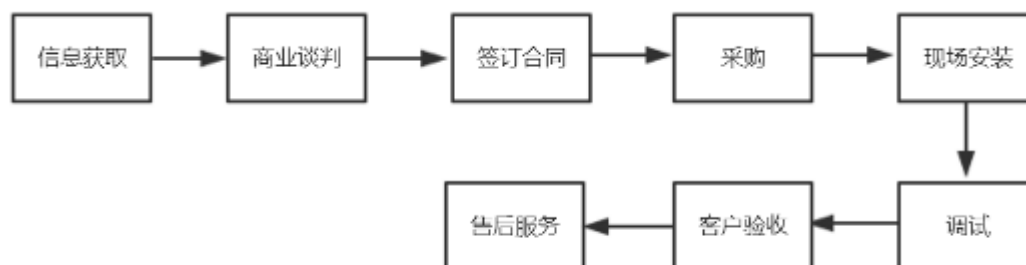 信息获取
商业谈判
签订合同
采购
现场安装
调试
客户验收
售后服务